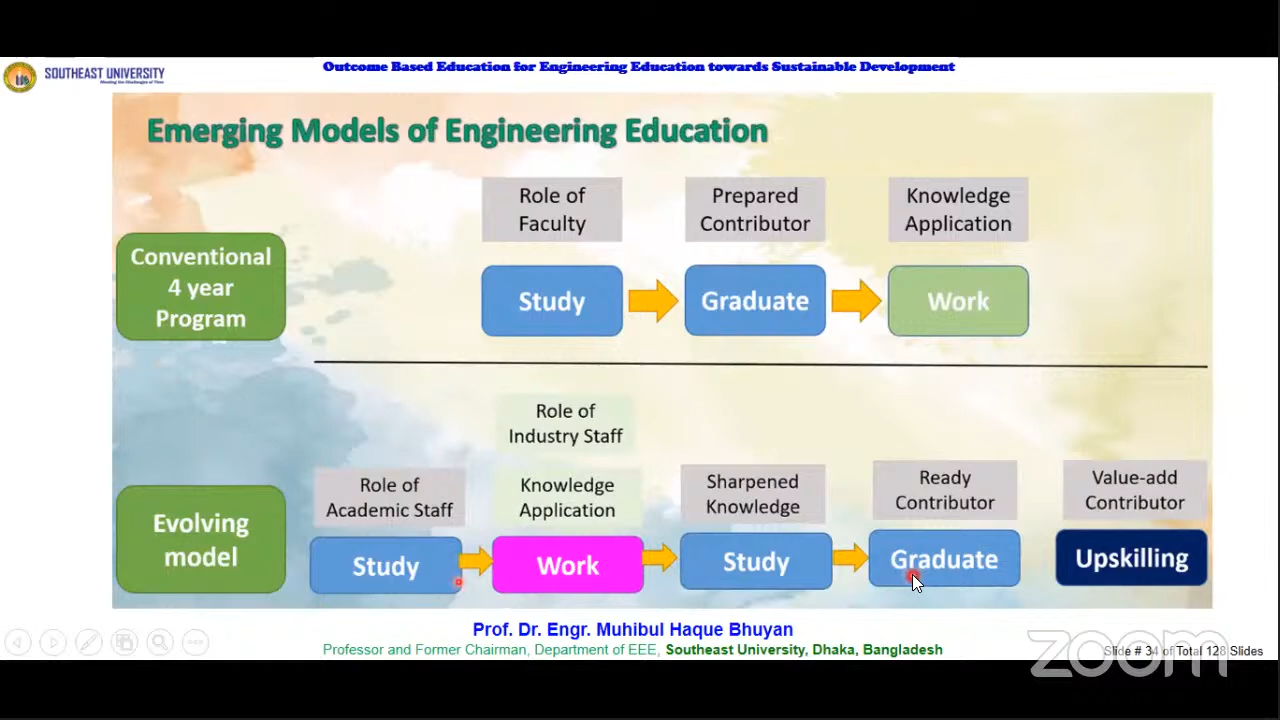 SOUTHEAST UNIVERSITY
Outcome Based Education for Engineering Education towards Sustainable Development
Emerging Models of Engineering Education
Role of
Faculty
Prepared
Contributor
Knowledge
Application
Conventional
4 year
Program
Study
Graduate
Work
Role of
Industry Staff
Role of
Academic Staff
Knowledge
Application
Sharpened
Knowledge
Ready
Contributor
Value-add
Contributor
Evolving
model
Study
Work
Study
Graduate
Upskilling
Prof. Dr. Engr. Muhibul Haque Bhuyan
Professor and Former Chairman, Department of EEE, Southeast University, Dhaka, Bangladesh
zoom
Slide # 34 of Total 128 Slides